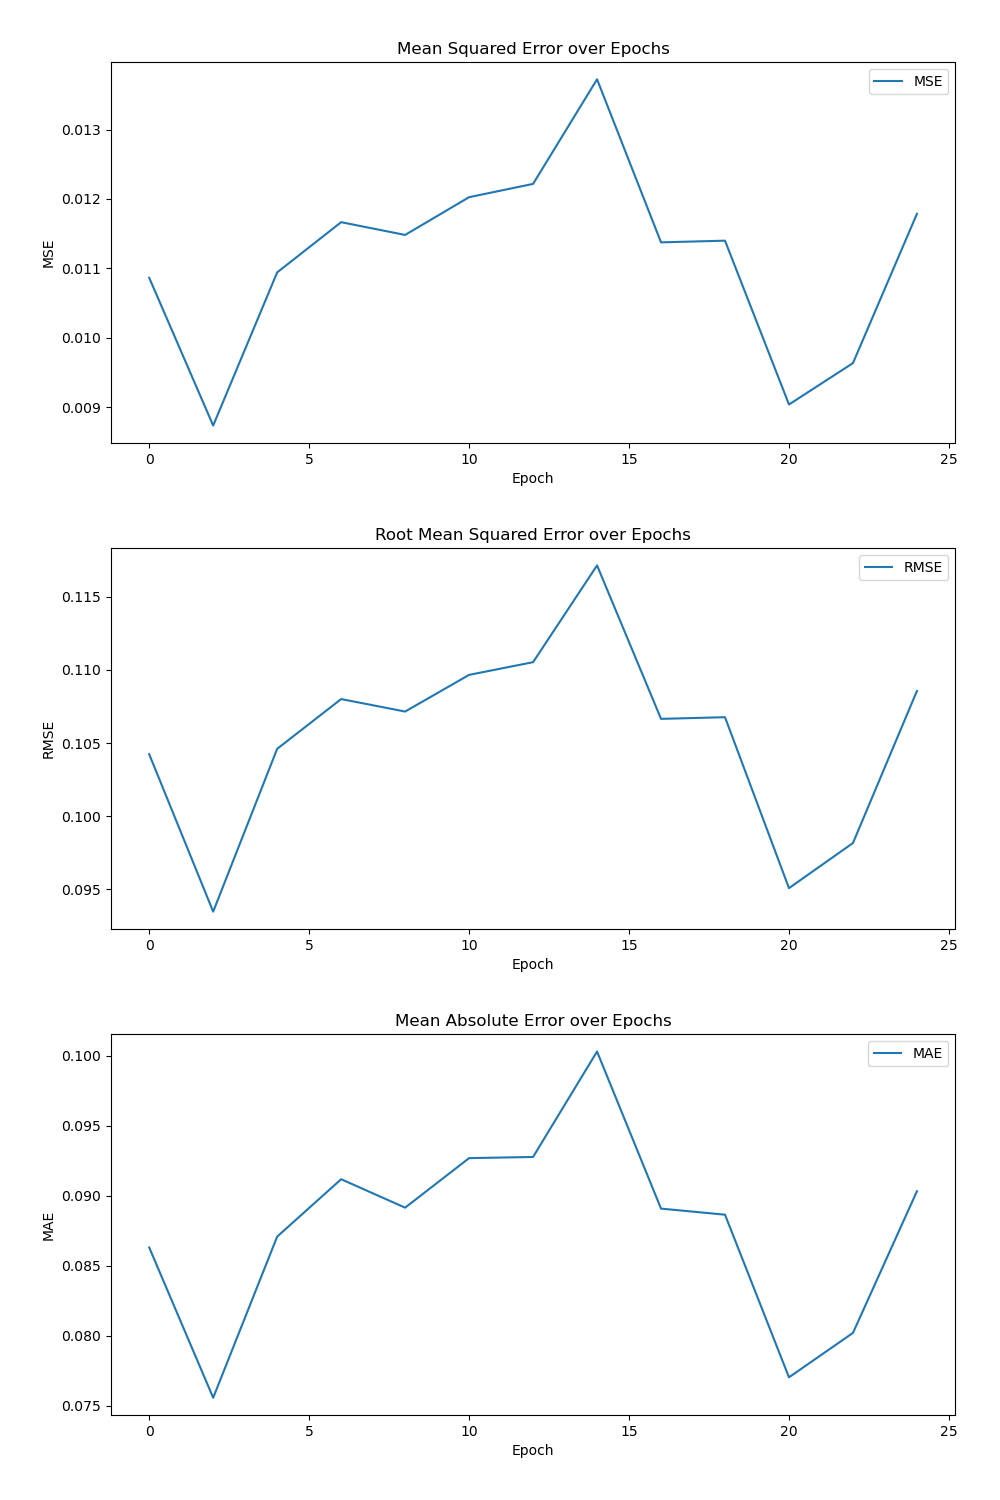 Mean Squared Error over Epochs
MSE
0.013
0.012
0.011
0.010
0.009
MSE
0 5 10 15 20 25
Epoch
Root Mean Squared Error over Epochs
RMSE
0.115
0.110
0.105
0.100
0.095
RMSE
0 5 10 15 20 25
Epoch
Mean Absolute Error over Epochs
MAE
0.100
0.095
0.090
0.085
0.080
0.075
MAE
0 5 10 15 20 25
Epoch